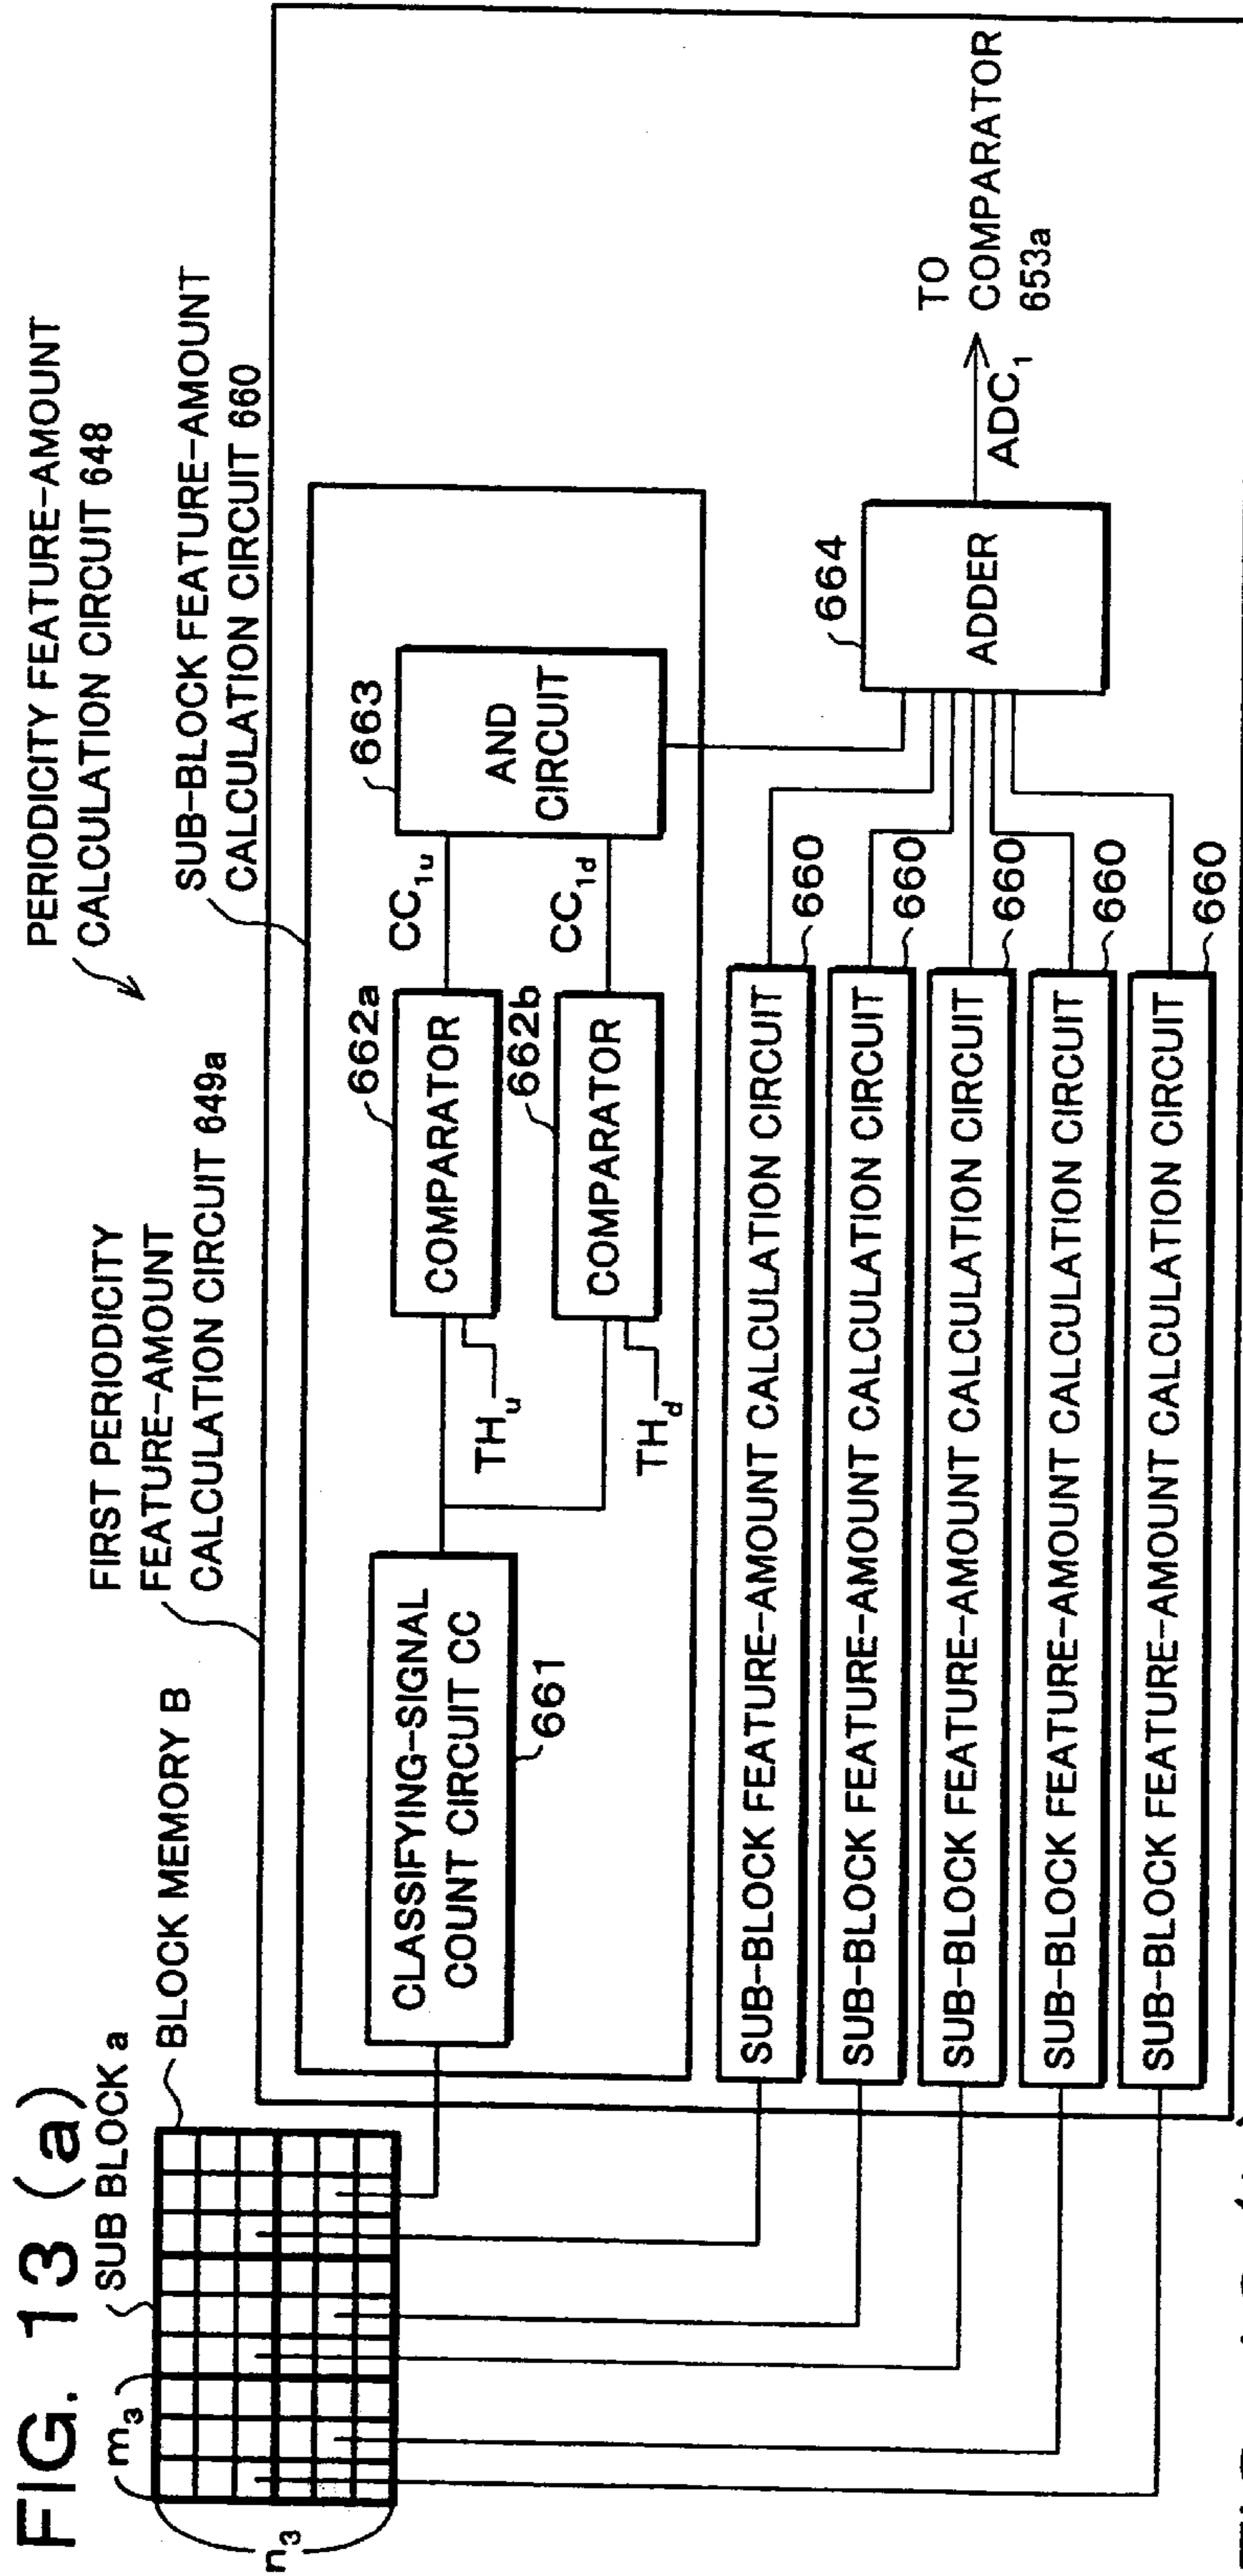 FIG. 13 (a)
PERIODICITY FEATURE-AMOUNT
CALCULATION CIRCUIT 648
FIRST PERIODICITY
FEATURE-AMOUNT
CALCULATION CIRCUIT 649a
SUB-BLOCK FEATURE-AMOUNT
CALCULATION CIRCUIT 660
SUB BLOCK a
BLOCK MEMORY B
m3
n3
CLASSIFYING-SIGNAL
COUNT CIRCUIT CC
661
THu
THd
COMPARATOR
662a
COMPARATOR
662b
CC1u
CC1d
AND
CIRCUIT
663
SUB-BLOCK FEATURE-AMOUNT CALCULATION CIRCUIT
660
SUB-BLOCK FEATURE-AMOUNT CALCULATION CIRCUIT
660
SUB-BLOCK FEATURE-AMOUNT CALCULATION CIRCUIT
660
SUB-BLOCK FEATURE-AMOUNT CALCULATION CIRCUIT
660
SUB-BLOCK FEATURE-AMOUNT CALCULATION CIRCUIT
660
ADDER
664
ADC1
TO
COMPARATOR
653a